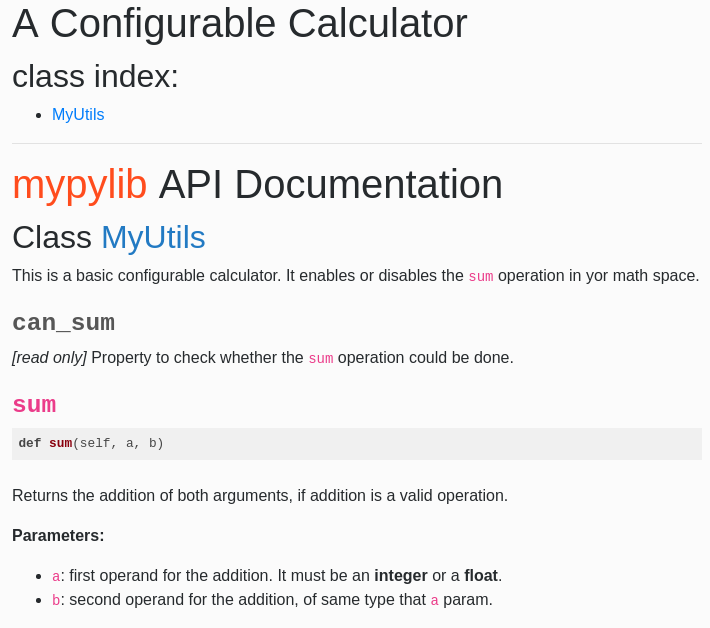 A Configurable Calculator
class index:
MyUtils
mypylib API Documentation
Class MyUtils
This is a basic configurable calculator. It enables or disables the sum operation in yor math space.
can_sum
[read only] Property to check whether the sum operation could be done.
sum
def sum(self, a, b)
Returns the addition of both arguments, if addition is a valid operation.
Parameters:
a: first operand for the addition. It must be an integer or a float.
b: second operand for the addition, of same type that a param.